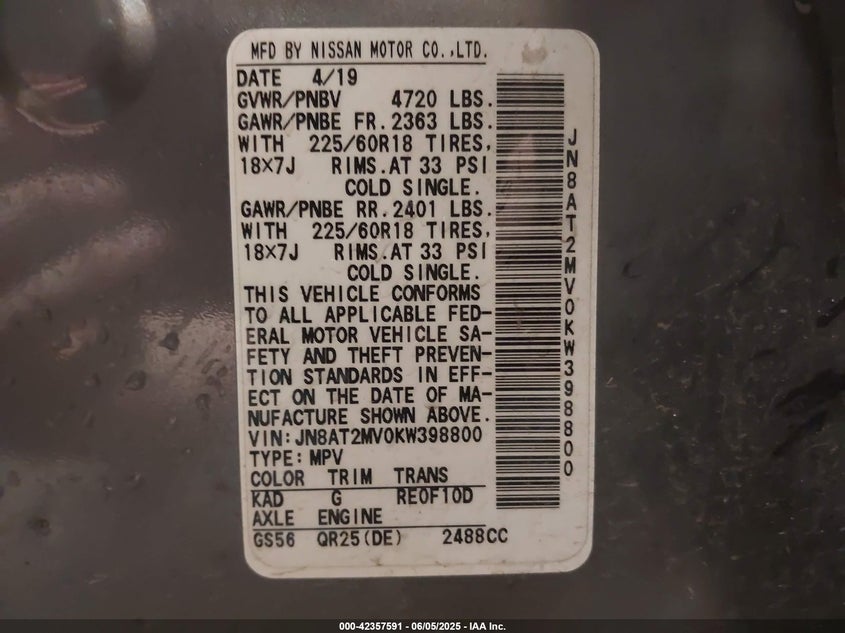 MFD BY NISSAN MOTOR CO.,LTD.
DATE 4/19
GVWR/PNBV 4720 LBS.
GAWR/PNBE FR. 2363 LBS.
WITH 225/60R18 TIRES,
18×7J RIMS. AT 33 PSI
COLD SINGLE.
GAWR/PNBE RR. 2401 LBS.
WITH 225/60R18 TIRES,
18×7J RIMS. AT 33 PSI
COLD SINGLE.
THIS VEHICLE CONFORMS
TO ALL APPLICABLE FED-
ERAL MOTOR VEHICLE SA-
FETY AND THEFT PREVEN-
TION STANDARDS IN EFF-
ECT ON THE DATE OF MA-
NUFACTURE SHOWN ABOVE.
VIN: JN8AT2MV0KW398800
TYPE: MPV
COLOR TRIM TRANS
KAD G RE0F10D
AXLE ENGINE
GS56 QR25(DE) 2488CC
JN8AT2MV0KW398800
000-42357591 - 06/05/2025 - IAA Inc.